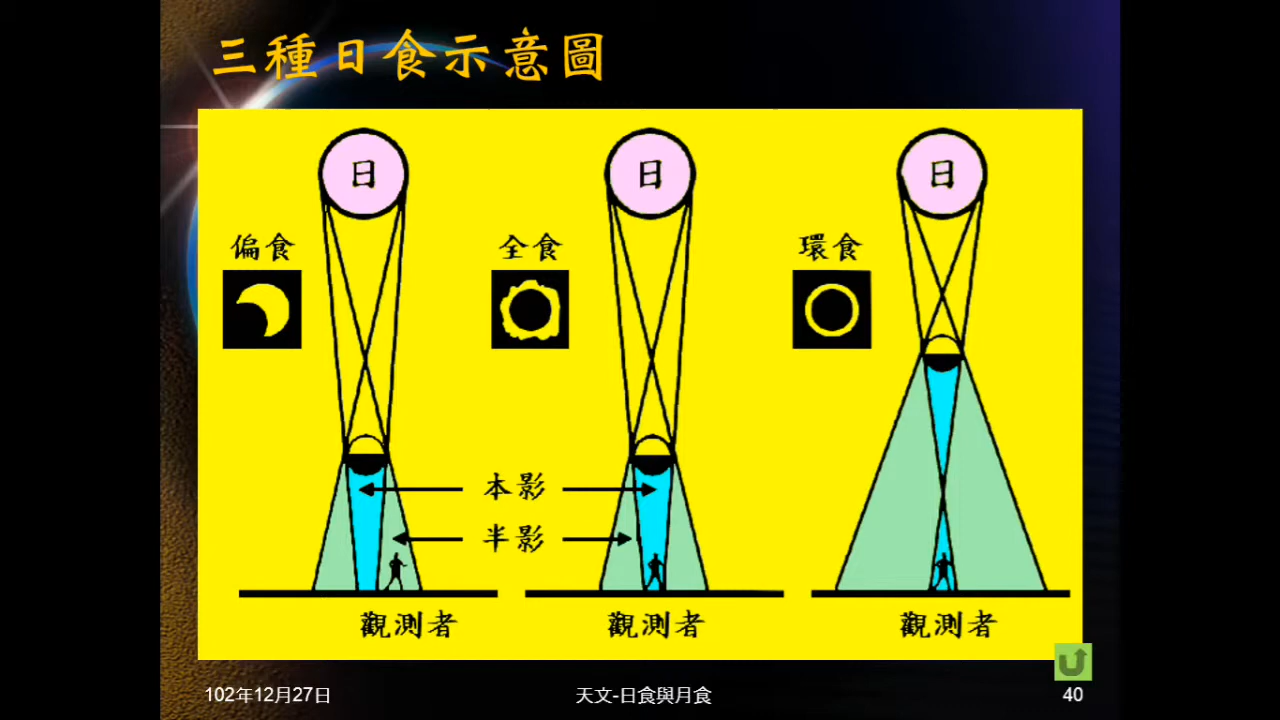 三種日食示意圖
日
日
日
偏食
全食
環食
本影
半影
觀測者
觀測者
觀測者
102年12月27日
天文-日食與月食
40